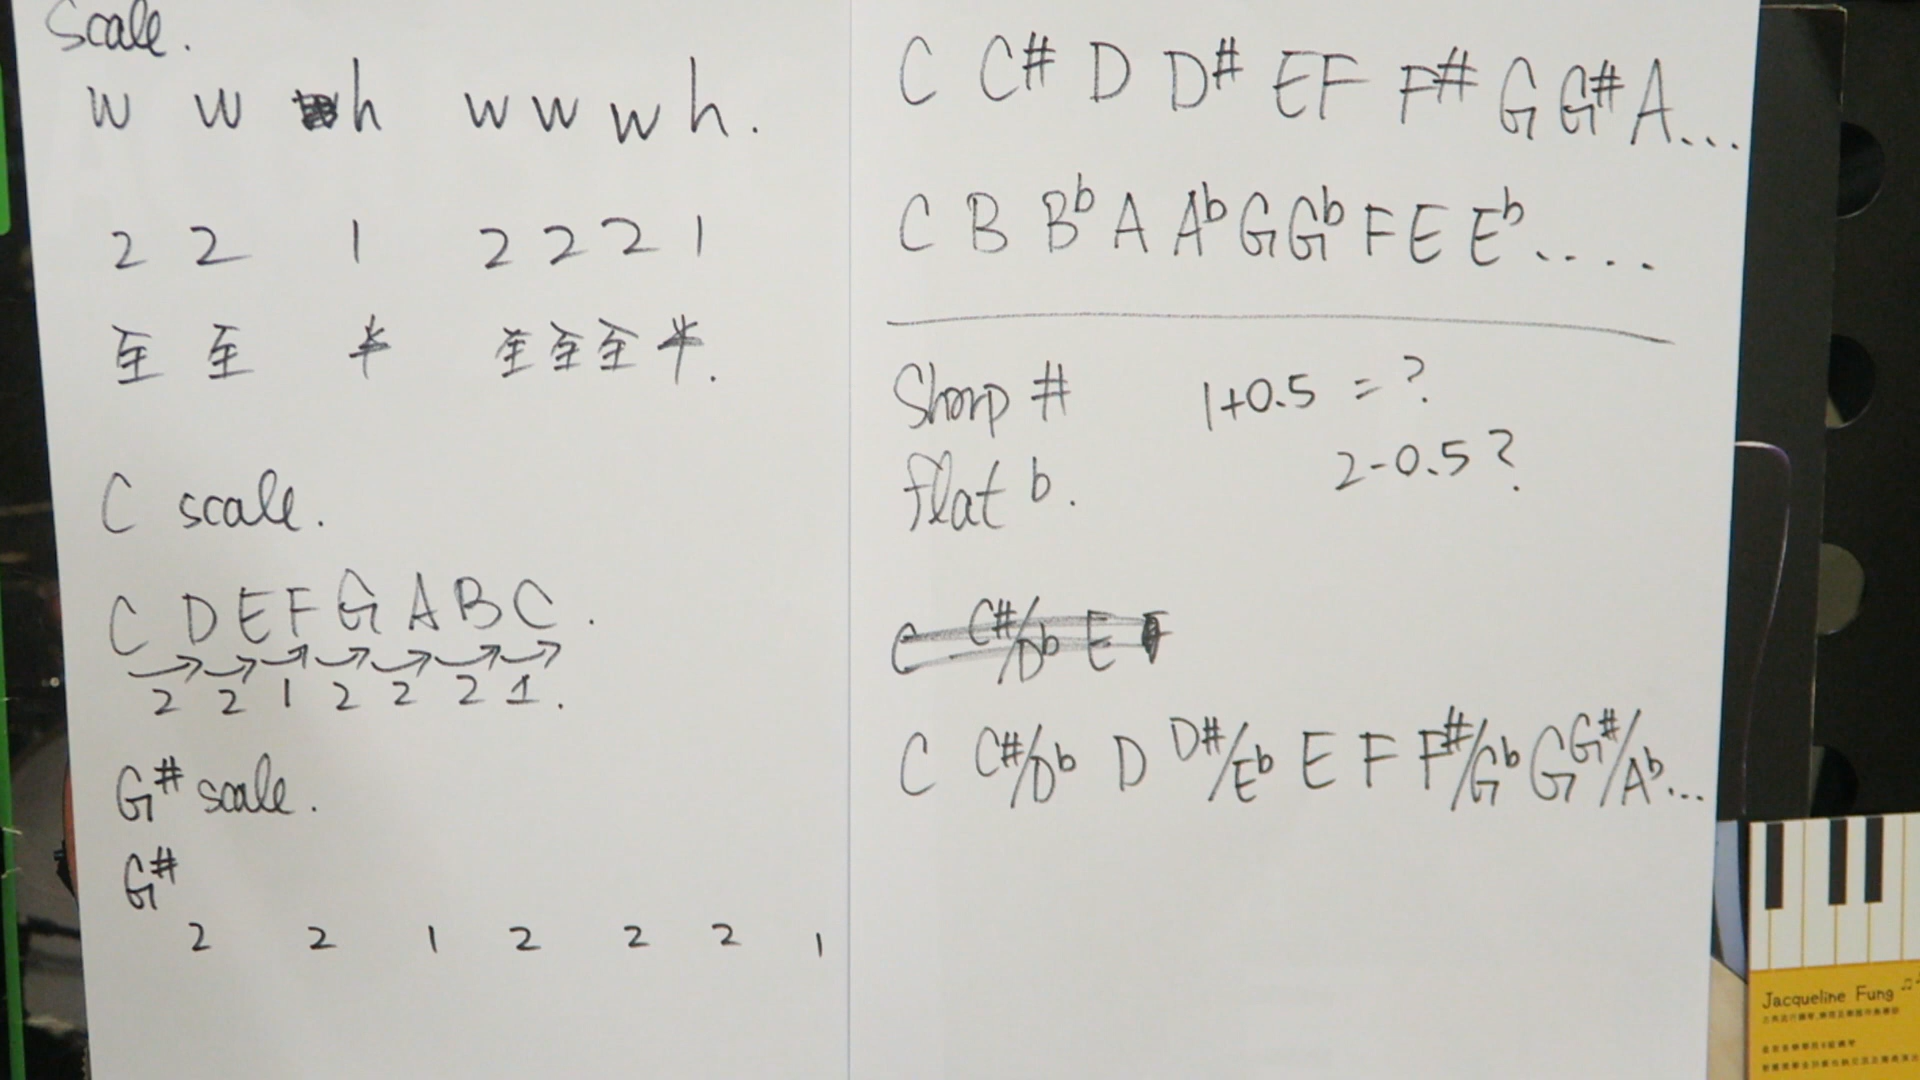 Scale.
W W h W W W h.
2 2 1 2 2 2 1
全 全 半 全 全 全 半.
C scale.
C D E F G A B C.
2 2 1 2 2 2 1.
G# scale.
G#
2 2 1 2 2 2 1
C C# D D# E F F# G G# A...
C B Bb A Ab G Gb F E Eb....
Sharp # 1+0.5 = ?
flat b. 2-0.5?
C C#/Db E F
C C#/Db D D#/Eb E F F#/Gb G G#/Ab...
Jacqueline Fung